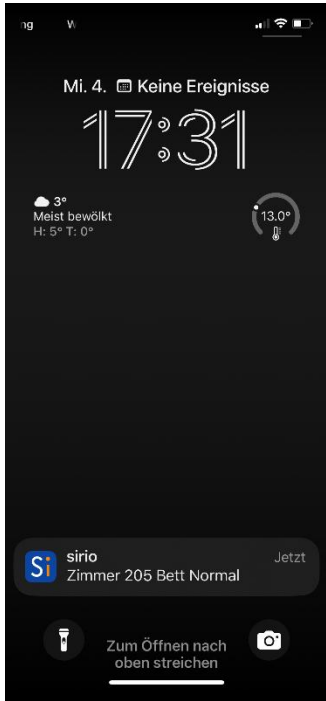 ng W
Mi. 4. Keine Ereignisse
17:31
3°
Meist bewölkt
H: 5° T: 0°
13.0°
Si
sirio
Jetzt
Zimmer 205 Bett Normal
Zum Öffnen nach
oben streichen